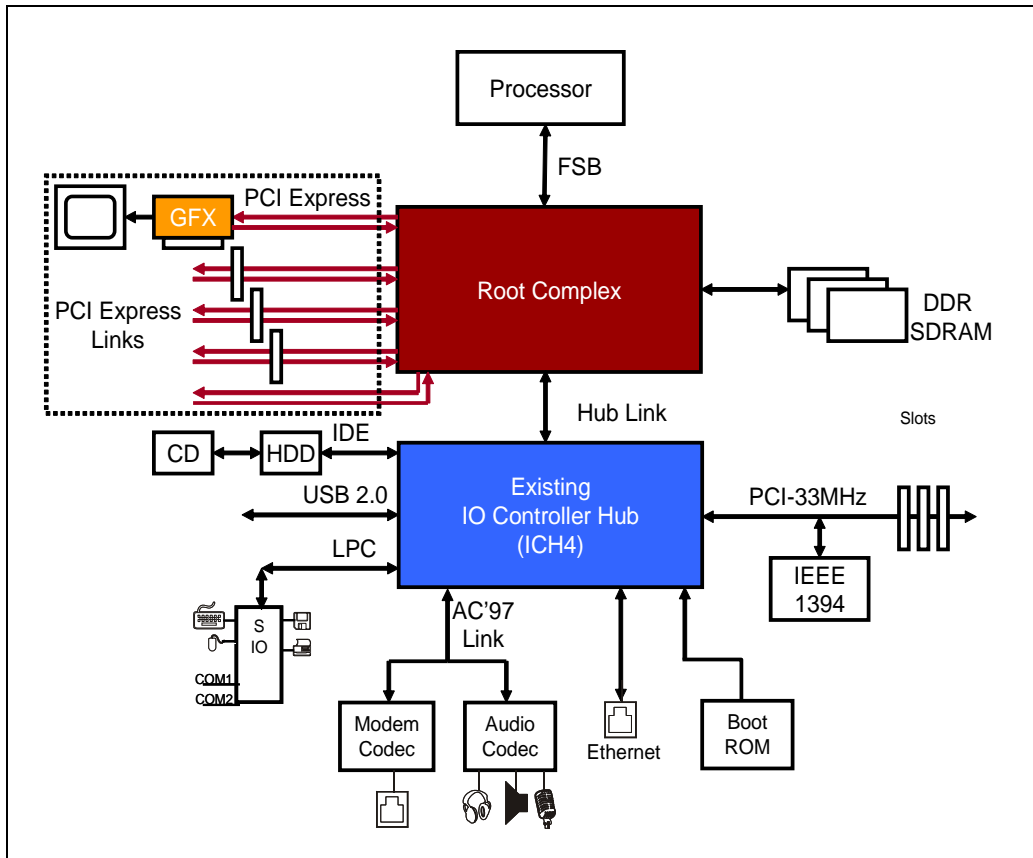 Processor
FSB
PCI Express
GFX
Root Complex
PCI Express
Links
DDR
SDRAM
Hub Link
Slots
IDE
CD
HDD
Existing
IO Controller Hub
(ICH4)
USB 2.0
PCI-33MHz
LPC
IEEE
1394
AC'97
Link
S
IO
COM1
COM2
Modem
Codec
Audio
Codec
Ethernet
Boot
ROM